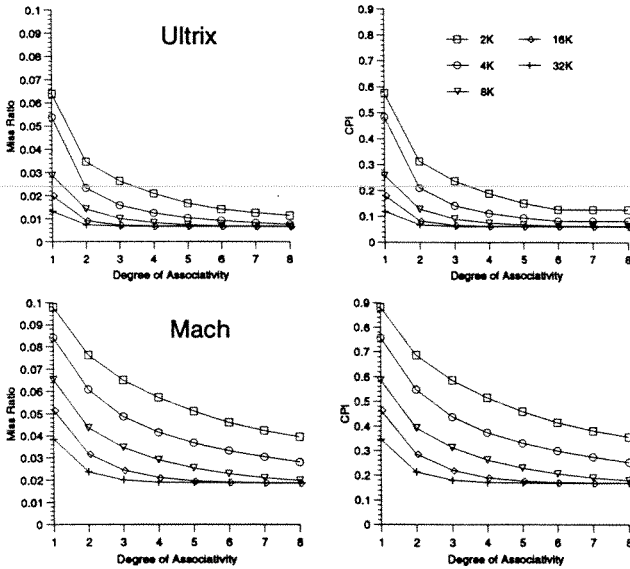 Ultrix
Miss Ratio
0.1
0.09
0.08
0.07
0.06
0.05
0.04
0.03
0.02
0.01
0
1 2 3 4 5 6 7 8
Degree of Associativity
CPI
0.9
0.8
0.7
0.6
0.5
0.4
0.3
0.2
0.1
0
1 2 3 4 5 6 7 8
Degree of Associativity
2K 16K
4K 32K
8K
Mach
Miss Ratio
0.1
0.09
0.08
0.07
0.06
0.05
0.04
0.03
0.02
0.01
0
1 2 3 4 5 6 7 8
Degree of Associativity
CPI
0.9
0.8
0.7
0.6
0.5
0.4
0.3
0.2
0.1
0
1 2 3 4 5 6 7 8
Degree of Associativity